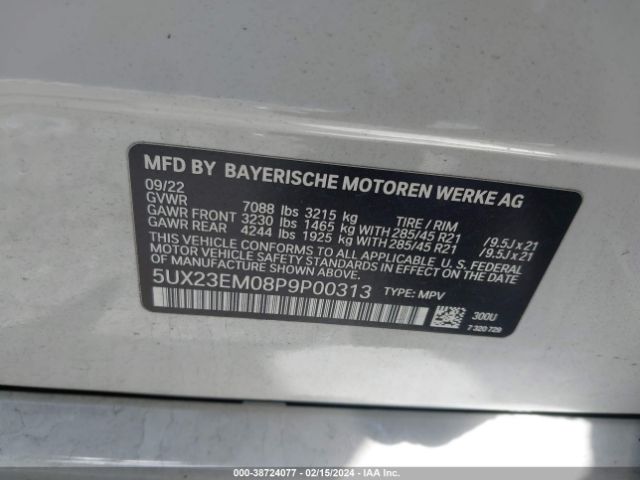 MFD BY BAYERISCHE MOTOREN WERKE AG
09/22
GVWR 7088 lbs 3215 kg TIRE / RIM
GAWR FRONT 3230 lbs 1465 kg WITH 285/45 R21 /9.5J x 21
GAWR REAR 4244 lbs 1925 kg WITH 285/45 R21 /9.5J x 21
THIS VEHICLE CONFORMS TO ALL APPLICABLE U.S. FEDERAL
MOTOR VEHICLE SAFETY STANDARDS IN EFFECT ON THE DATE
OF MANUFACTURE SHOWN ABOVE.
5UX23EM08P9P00313 TYPE: MPV
300U
7 320 729
© 38724077 - 02/15/2024 - IAA Inc.